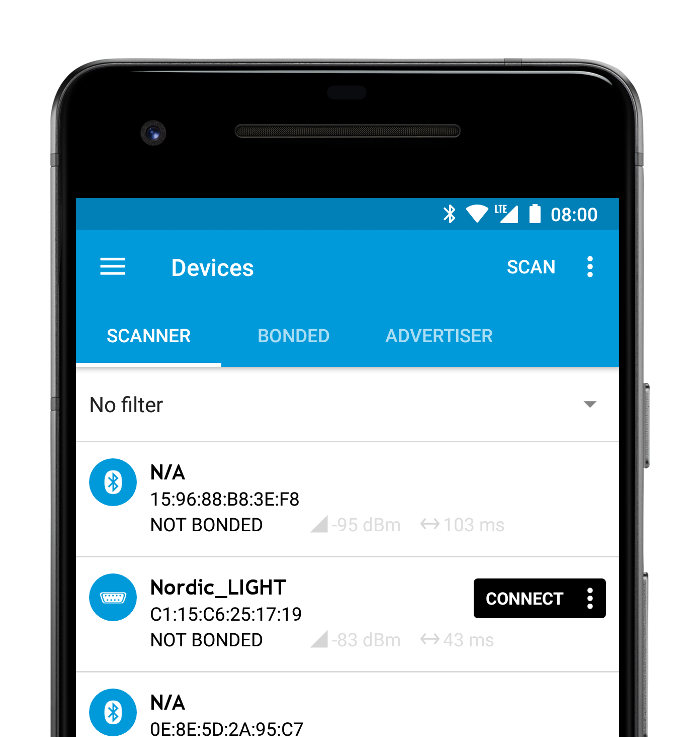 LTE 08:00
Devices SCAN
SCANNER BONDED ADVERTISER
No filter
N/A
15:96:88:B8:3E:F8
NOT BONDED -95 dBm 103 ms
Nordic_LIGHT
CONNECT
C1:15:C6:25:17:19
NOT BONDED -83 dBm 43 ms
N/A
0E:8E:5D:2A:95:C7